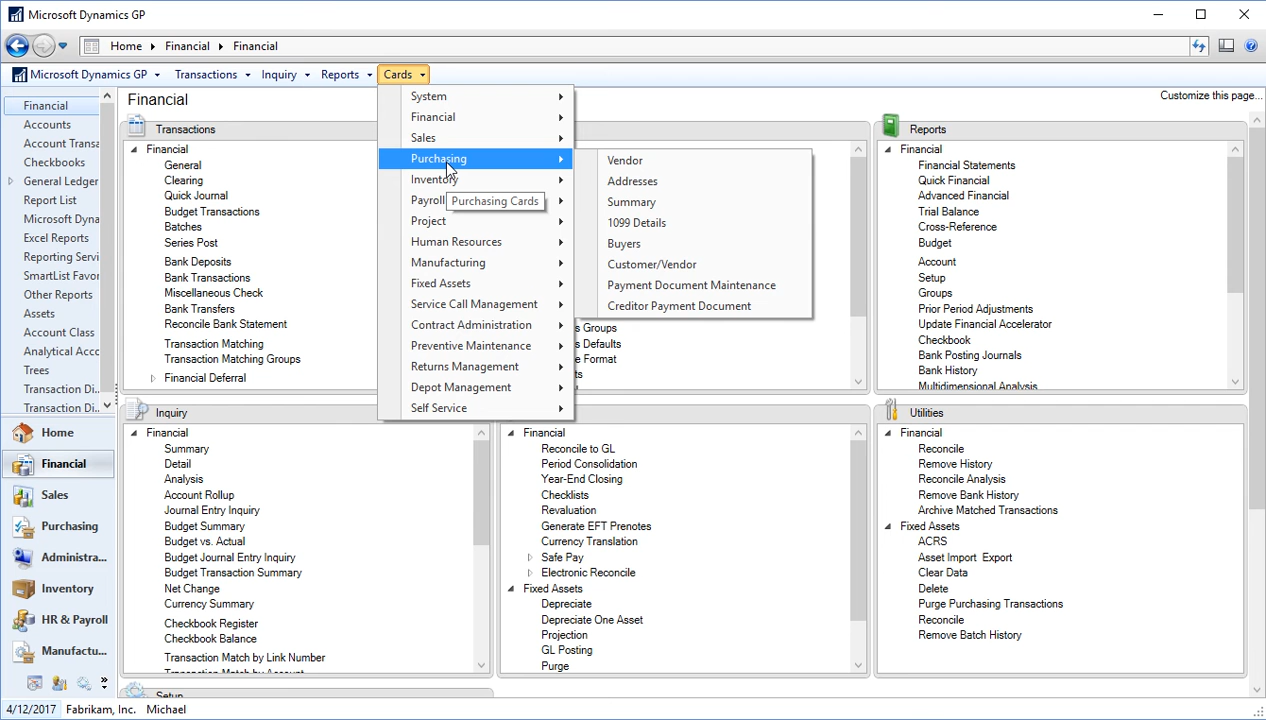 Microsoft Dynamics GP
Home Financial Financial
Microsoft Dynamics GP Transactions Inquiry Reports Cards
Financial
Customize this page...
Financial
Accounts
Account Transa
Checkbooks
General Ledger
Report List
Microsoft Dyna
Excel Reports
Reporting Servi
SmartList Favor
Other Reports
Assets
Account Class
Analytical Acco
Trees
Transaction Di...
Transaction Di...
Home
Financial
Sales
Purchasing
Administra...
Inventory
HR & Payroll
Manufactu...
Transactions
Financial
General
Clearing
Quick Journal
Budget Transactions
Batches
Series Post
Bank Deposits
Bank Transactions
Miscellaneous Check
Bank Transfers
Reconcile Bank Statement
Transaction Matching
Transaction Matching Groups
Financial Deferral
System
Financial
Sales
Purchasing
Inventory
Payroll
Purchasing Cards
Project
Human Resources
Manufacturing
Fixed Assets
Service Call Management
Contract Administration
Preventive Maintenance
Returns Management
Depot Management
Self Service
Vendor
Addresses
Summary
1099 Details
Buyers
Customer/Vendor
Payment Document Maintenance
Creditor Payment Document
s Groups
s Defaults
e Format
ts
Reports
Financial
Financial Statements
Quick Financial
Advanced Financial
Trial Balance
Cross-Reference
Budget
Account
Setup
Groups
Prior Period Adjustments
Update Financial Accelerator
Checkbook
Bank Posting Journals
Bank History
Multidimensional Analysis
Inquiry
Financial
Summary
Detail
Analysis
Account Rollup
Journal Entry Inquiry
Budget Summary
Budget vs. Actual
Budget Journal Entry Inquiry
Budget Transaction Summary
Net Change
Currency Summary
Checkbook Register
Checkbook Balance
Transaction Match by Link Number
Transaction Match by Account
Financial
Reconcile to GL
Period Consolidation
Year-End Closing
Checklists
Revaluation
Generate EFT Prenotes
Currency Translation
Safe Pay
Electronic Reconcile
Fixed Assets
Depreciate
Depreciate One Asset
Projection
GL Posting
Purge
Utilities
Financial
Reconcile
Remove History
Reconcile Analysis
Remove Bank History
Archive Matched Transactions
Fixed Assets
ACRS
Asset Import Export
Clear Data
Delete
Purge Purchasing Transactions
Reconcile
Remove Batch History
Setup
4/12/2017 Fabrikam, Inc. Michael